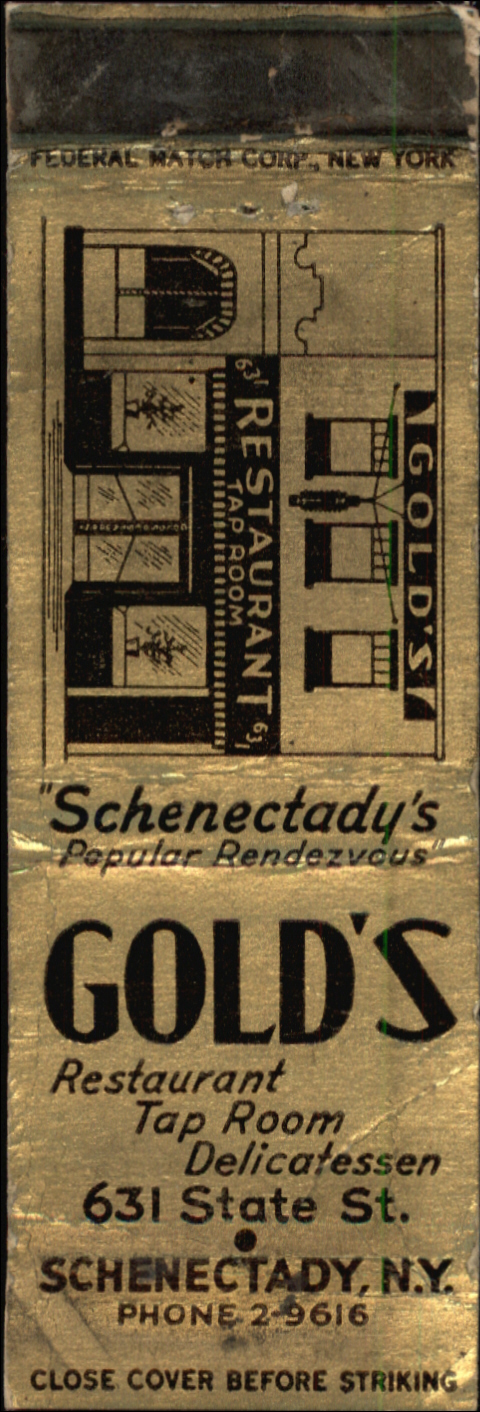 FEDERAL MATCH CORP., NEW YORK
GOLD'S
631 RESTAURANT 631
TAP ROOM
"Schenectady's
Popular Rendezvous"
GOLD'S
Restaurant
Tap Room
Delicatessen
631 State St.
SCHENECTADY, N.Y.
PHONE 2-9616
CLOSE COVER BEFORE STRIKING